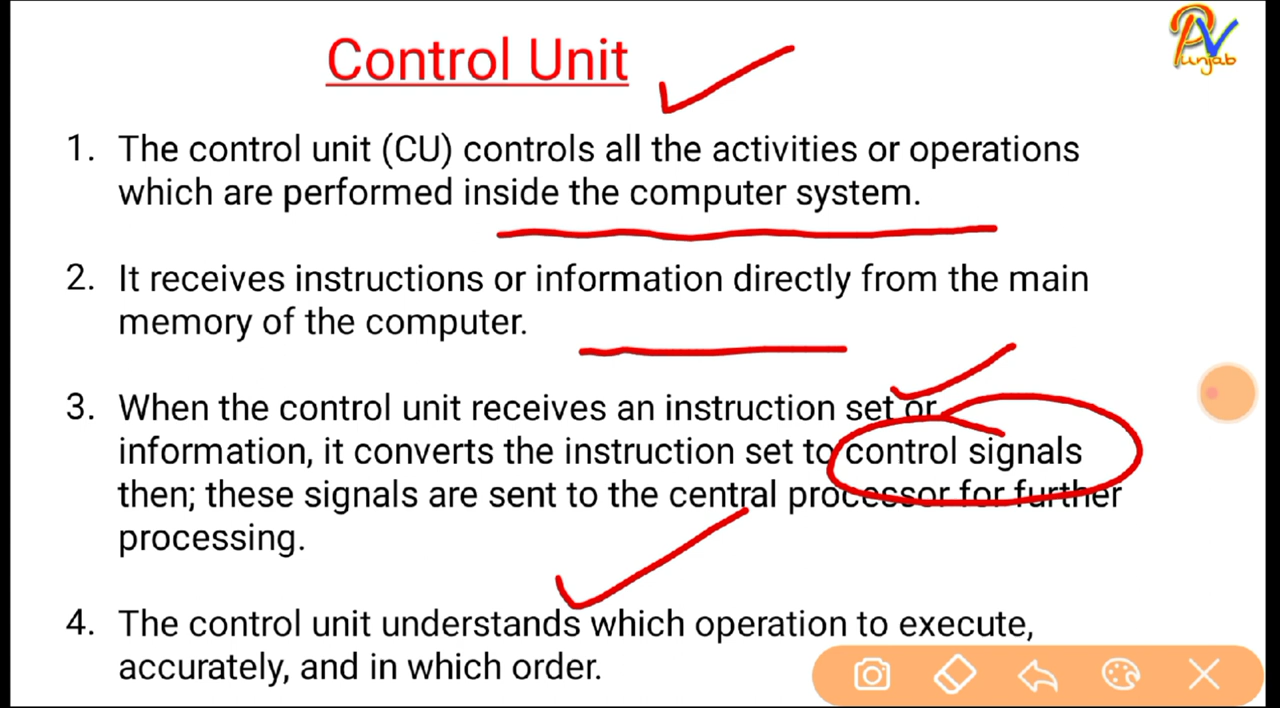 Control Unit
PV
unjab
1. The control unit (CU) controls all the activities or operations
which are performed inside the computer system.
2. It receives instructions or information directly from the main
memory of the computer.
3. When the control unit receives an instruction set or
information, it converts the instruction set to control signals
then; these signals are sent to the central processor for further
processing.
4. The control unit understands which operation to execute,
accurately, and in which order.